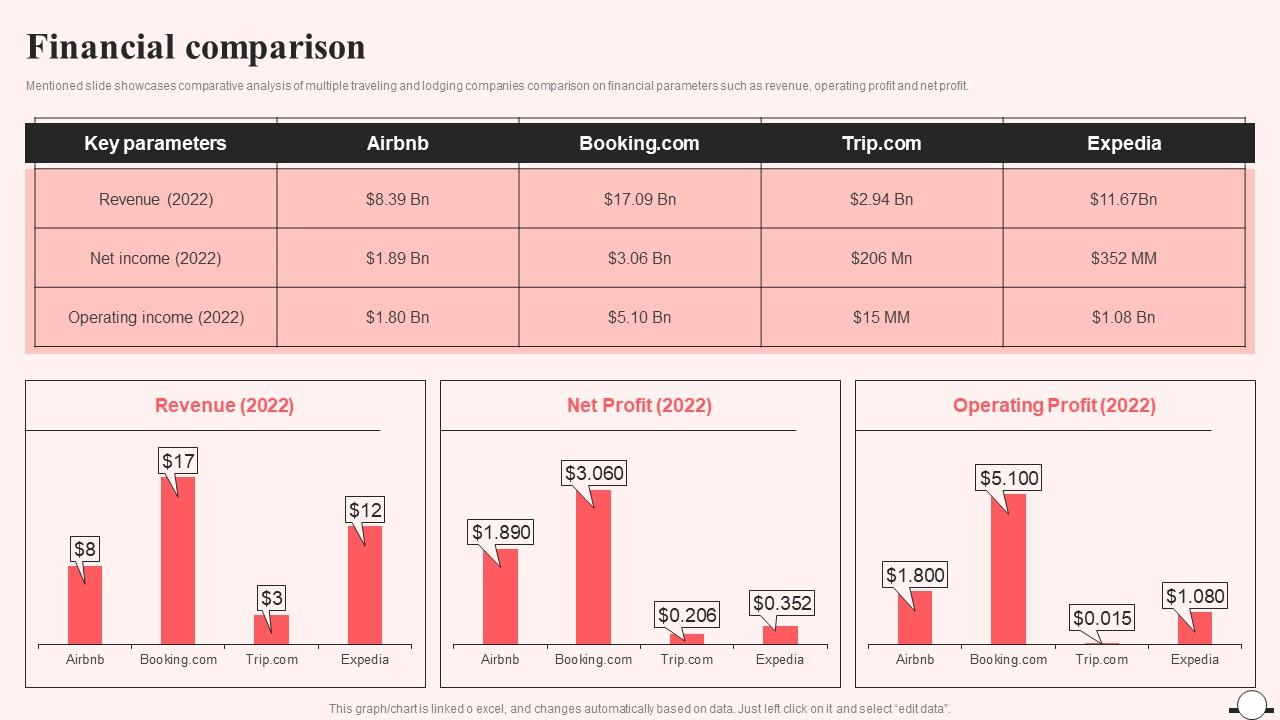 Financial comparison
Mentioned slide showcases comparative analysis of multiple traveling and lodging companies comparison on financial parameters such as revenue, operating profit and net profit.
Key parameters Airbnb Booking.com Trip.com Expedia
Revenue (2022) $8.39 Bn $17.09 Bn $2.94 Bn $11.67Bn
Net income (2022) $1.89 Bn $3.06 Bn $206 Mn $352 MM
Operating income (2022) $1.80 Bn $5.10 Bn $15 MM $1.08 Bn
Revenue (2022)
$8 $17 $3 $12
Airbnb Booking.com Trip.com Expedia
Net Profit (2022)
$1.890 $3.060 $0.206 $0.352
Airbnb Booking.com Trip.com Expedia
Operating Profit (2022)
$1.800 $5.100 $0.015 $1.080
Airbnb Booking.com Trip.com Expedia
This graph/chart is linked o excel, and changes automatically based on data. Just left click on it and select “edit data”.